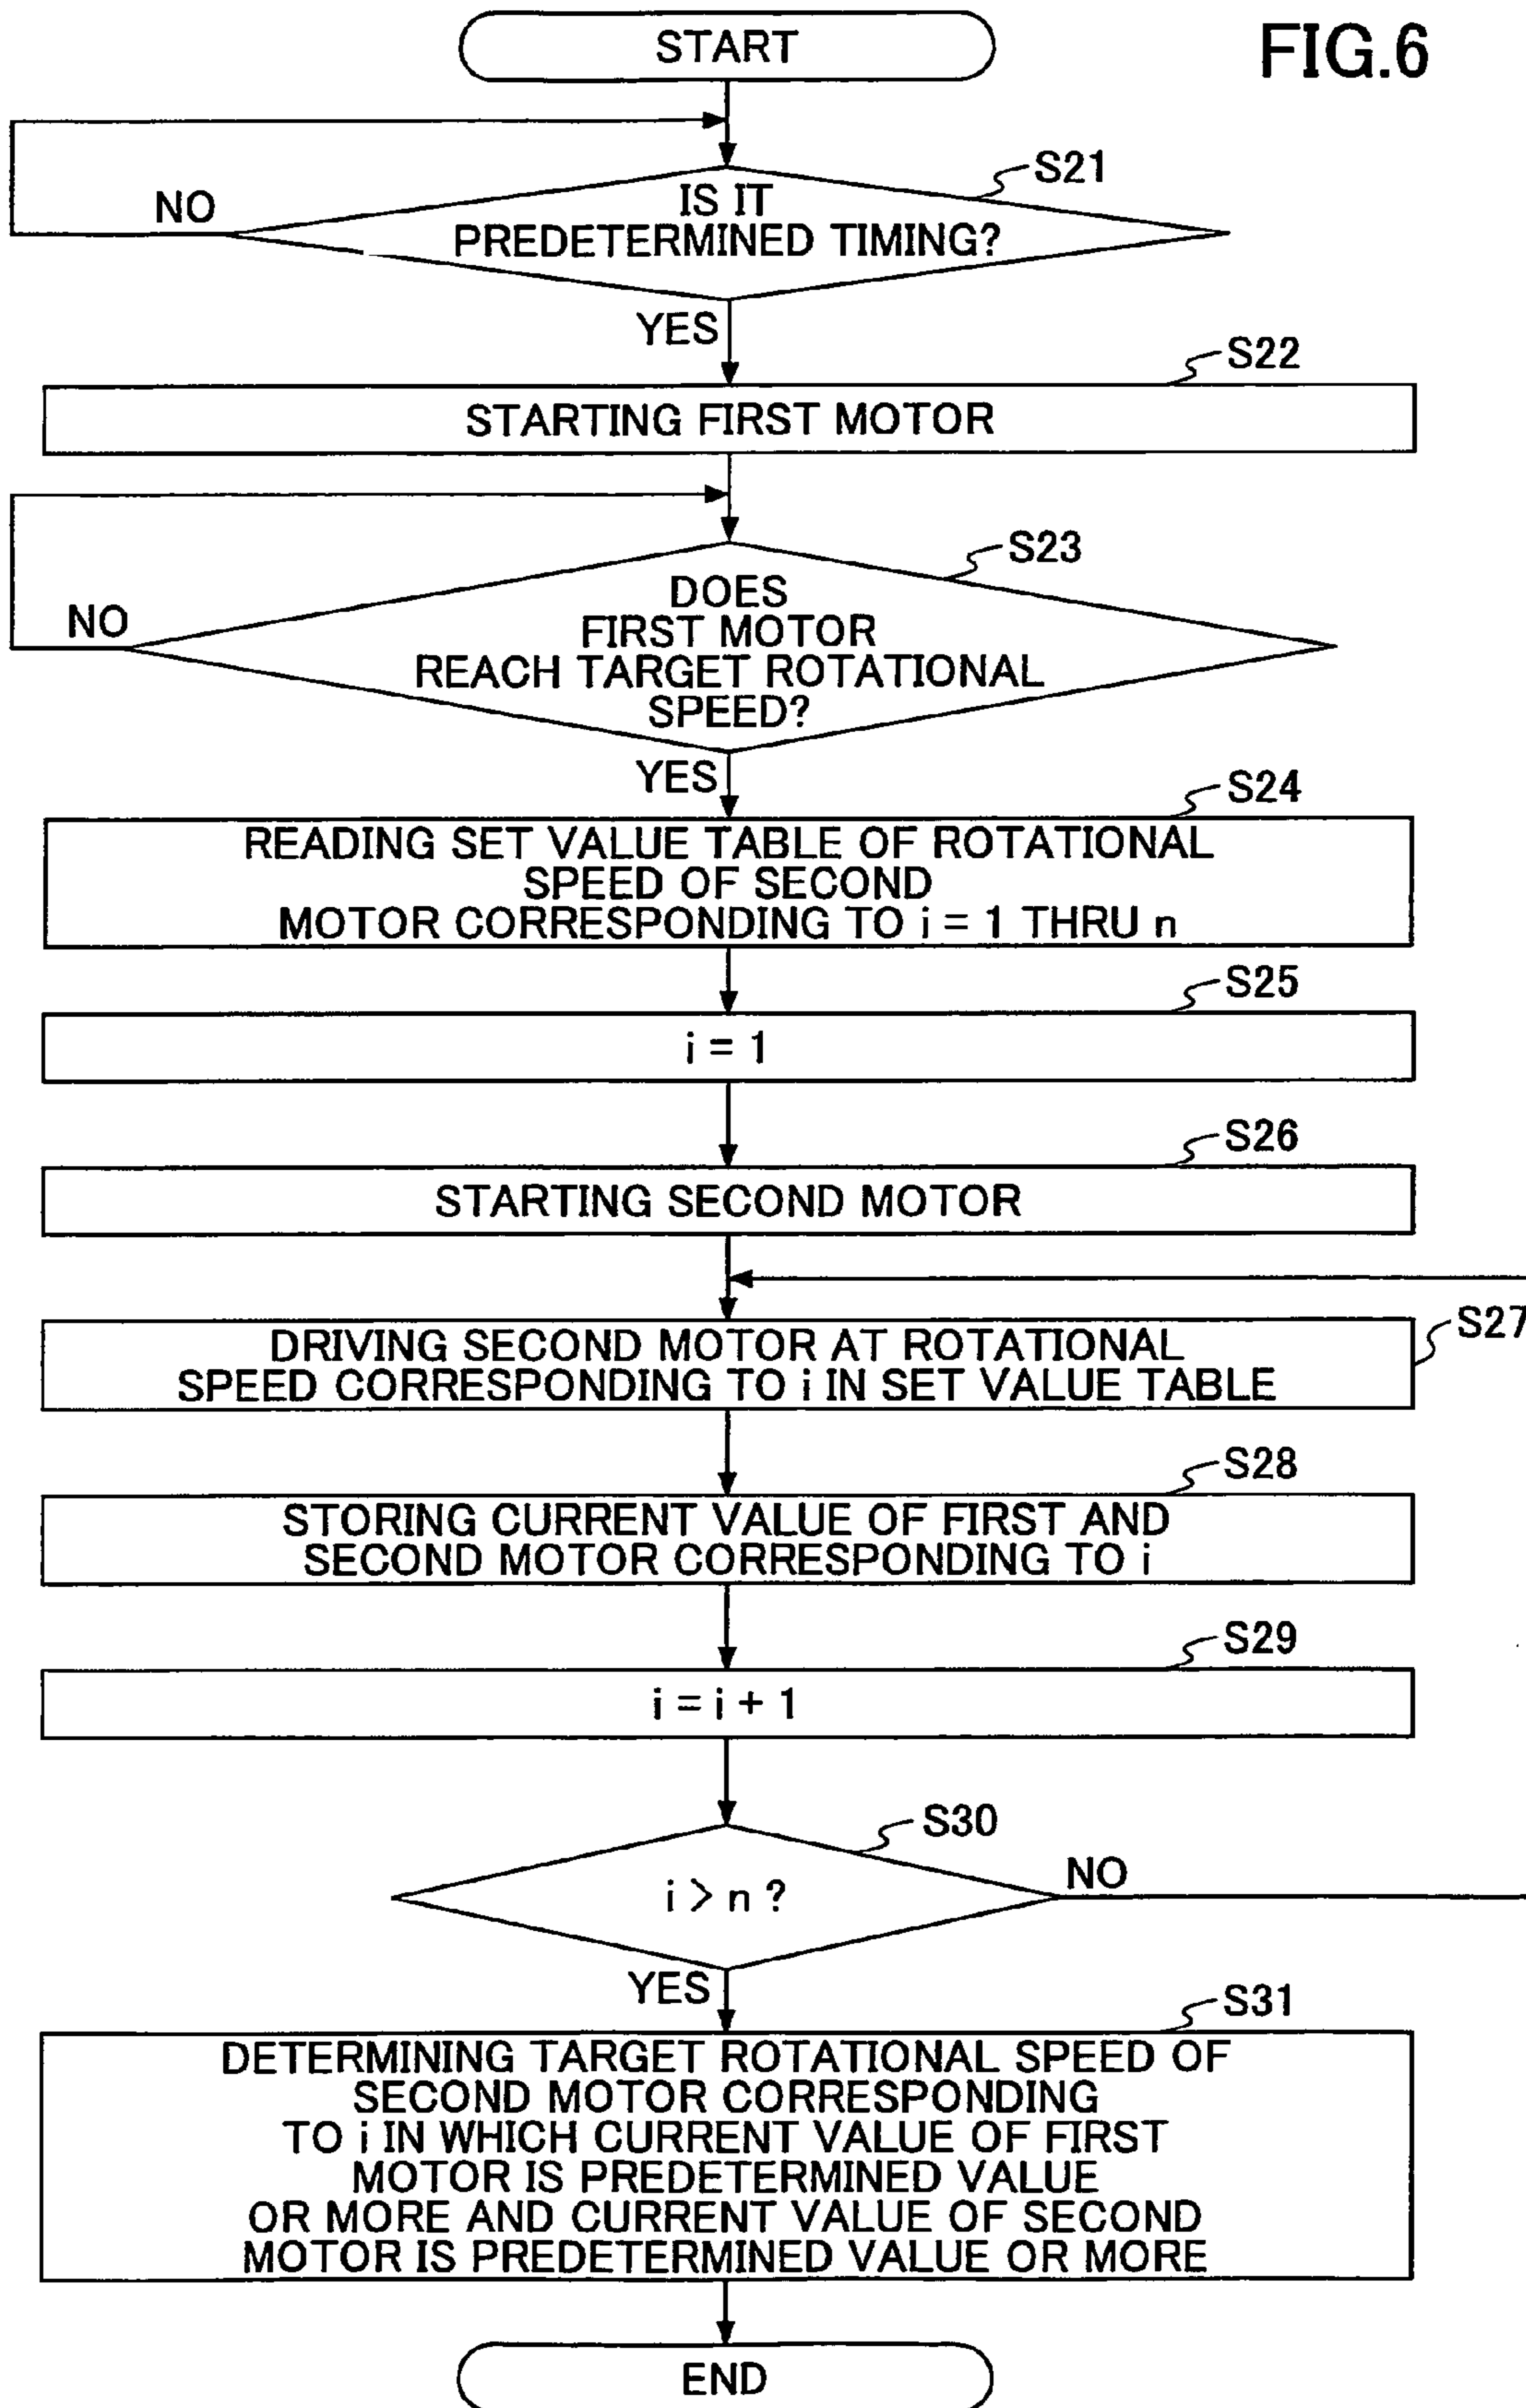 START
FIG.6
S21
NO
IS IT
PREDETERMINED TIMING?
YES
S22
STARTING FIRST MOTOR
S23
NO
DOES
FIRST MOTOR
REACH TARGET ROTATIONAL
SPEED?
YES
S24
READING SET VALUE TABLE OF ROTATIONAL
SPEED OF SECOND
MOTOR CORRESPONDING TO i = 1 THRU n
S25
i = 1
S26
STARTING SECOND MOTOR
S27
DRIVING SECOND MOTOR AT ROTATIONAL
SPEED CORRESPONDING TO i IN SET VALUE TABLE
S28
STORING CURRENT VALUE OF FIRST AND
SECOND MOTOR CORRESPONDING TO i
S29
i = i + 1
S30
i > n ?
NO
YES
S31
DETERMINING TARGET ROTATIONAL SPEED OF
SECOND MOTOR CORRESPONDING
TO i IN WHICH CURRENT VALUE OF FIRST
MOTOR IS PREDETERMINED VALUE
OR MORE AND CURRENT VALUE OF SECOND
MOTOR IS PREDETERMINED VALUE OR MORE
END